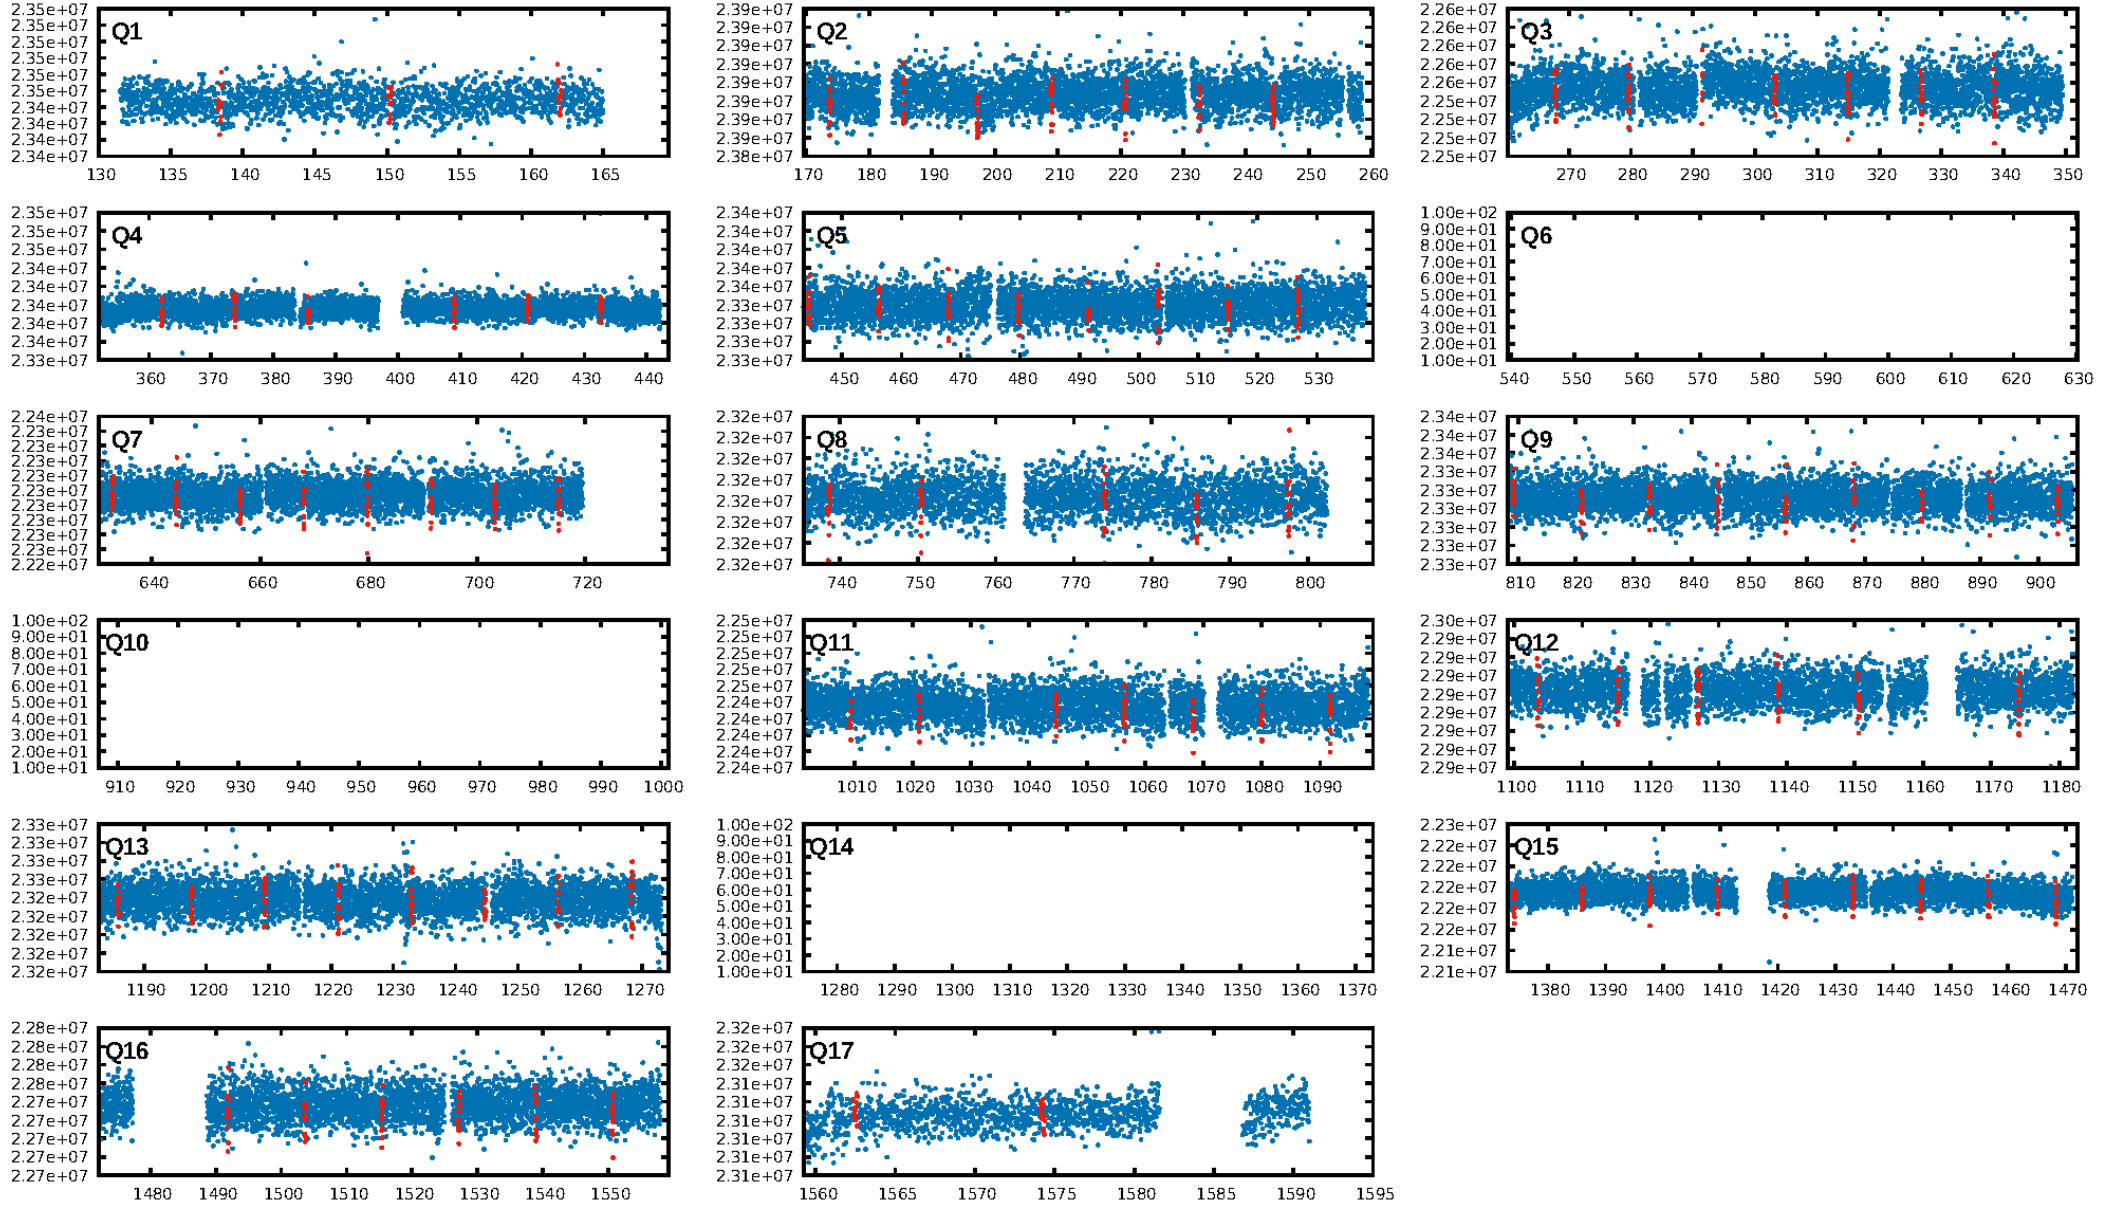 2.35e+07 2.35e+07 2.35e+07 2.35e+07 2.35e+07 2.35e+07 2.34e+07 2.34e+07 2.34e+07 2.34e+07
Q1
130 135 140 145 150 155 160 165
2.39e+07 2.39e+07 2.39e+07 2.39e+07 2.39e+07 2.39e+07 2.39e+07 2.39e+07 2.38e+07
Q2
170 180 190 200 210 220 230 240 250 260
2.26e+07 2.26e+07 2.26e+07 2.26e+07 2.25e+07 2.25e+07 2.25e+07 2.25e+07 2.25e+07
Q3
270 280 290 300 310 320 330 340 350
2.35e+07 2.35e+07 2.35e+07 2.34e+07 2.34e+07 2.34e+07 2.34e+07 2.34e+07 2.33e+07
Q4
360 370 380 390 400 410 420 430 440
2.34e+07 2.34e+07 2.34e+07 2.34e+07 2.34e+07 2.33e+07 2.33e+07 2.33e+07 2.33e+07
Q5
450 460 470 480 490 500 510 520 530
1.00e+02 9.00e+01 8.00e+01 7.00e+01 6.00e+01 5.00e+01 4.00e+01 3.00e+01 2.00e+01 1.00e+01
Q6
540 550 560 570 580 590 600 610 620 630
2.24e+07 2.23e+07 2.23e+07 2.23e+07 2.23e+07 2.23e+07 2.23e+07 2.23e+07 2.23e+07 2.23e+07 2.22e+07
Q7
640 660 680 700 720
2.32e+07 2.32e+07 2.32e+07 2.32e+07 2.32e+07 2.32e+07 2.32e+07 2.32e+07
Q8
740 750 760 770 780 790 800
2.34e+07 2.34e+07 2.34e+07 2.33e+07 2.33e+07 2.33e+07 2.33e+07 2.33e+07 2.33e+07
Q9
810 820 830 840 850 860 870 880 890 900
1.00e+02 9.00e+01 8.00e+01 7.00e+01 6.00e+01 5.00e+01 4.00e+01 3.00e+01 2.00e+01 1.00e+01
Q10
910 920 930 940 950 960 970 980 990 1000
2.25e+07 2.25e+07 2.25e+07 2.25e+07 2.25e+07 2.24e+07 2.24e+07 2.24e+07 2.24e+07
Q11
1010 1020 1030 1040 1050 1060 1070 1080 1090
2.30e+07 2.29e+07 2.29e+07 2.29e+07 2.29e+07 2.29e+07 2.29e+07 2.29e+07 2.29e+07
Q12
1100 1110 1120 1130 1140 1150 1160 1170 1180
2.33e+07 2.33e+07 2.33e+07 2.33e+07 2.32e+07 2.32e+07 2.32e+07 2.32e+07 2.32e+07
Q13
1190 1200 1210 1220 1230 1240 1250 1260 1270
1.00e+02 9.00e+01 8.00e+01 7.00e+01 6.00e+01 5.00e+01 4.00e+01 3.00e+01 2.00e+01 1.00e+01
Q14
1280 1290 1300 1310 1320 1330 1340 1350 1360 1370
2.23e+07 2.22e+07 2.22e+07 2.22e+07 2.22e+07 2.22e+07 2.21e+07 2.21e+07
Q15
1380 1390 1400 1410 1420 1430 1440 1450 1460 1470
2.28e+07 2.28e+07 2.28e+07 2.28e+07 2.27e+07 2.27e+07 2.27e+07 2.27e+07 2.27e+07
Q16
1480 1490 1500 1510 1520 1530 1540 1550
2.32e+07 2.32e+07 2.32e+07 2.31e+07 2.31e+07 2.31e+07 2.31e+07 2.31e+07 2.31e+07
Q17
1560 1565 1570 1575 1580 1585 1590 1595